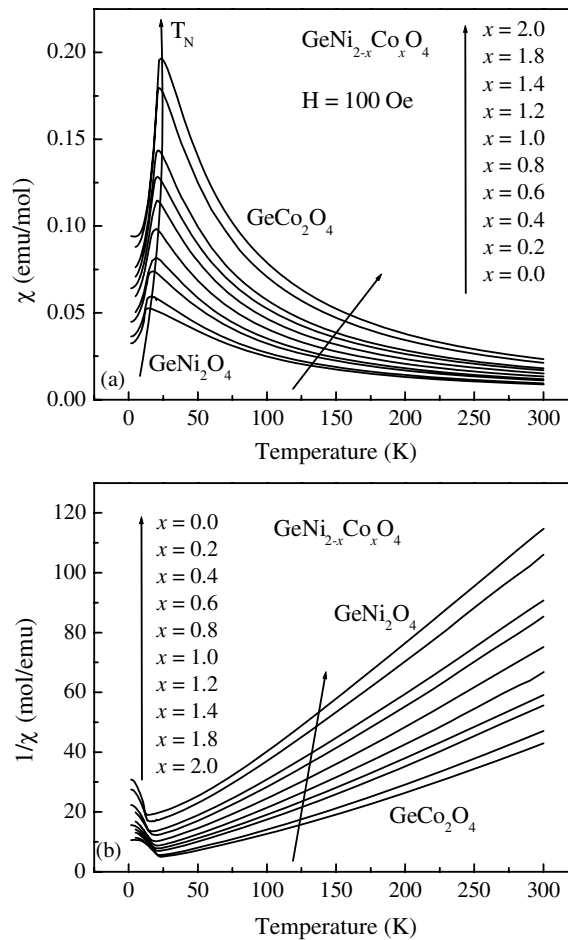 T_N
GeNi_{2-x}Co_xO_4
H = 100 Oe
x = 2.0
x = 1.8
x = 1.4
x = 1.2
x = 1.0
x = 0.8
x = 0.6
x = 0.4
x = 0.2
x = 0.0
GeCo_2O_4
GeNi_2O_4
(a)
χ (emu/mol)
0.20
0.15
0.10
0.05
0.00
0 50 100 150 200 250 300
Temperature (K)
x = 0.0
x = 0.2
x = 0.4
x = 0.6
x = 0.8
x = 1.0
x = 1.2
x = 1.4
x = 1.8
x = 2.0
GeNi_{2-x}Co_xO_4
GeNi_2O_4
GeCo_2O_4
(b)
1/χ (mol/emu)
120
100
80
60
40
20
0
0 50 100 150 200 250 300
Temperature (K)